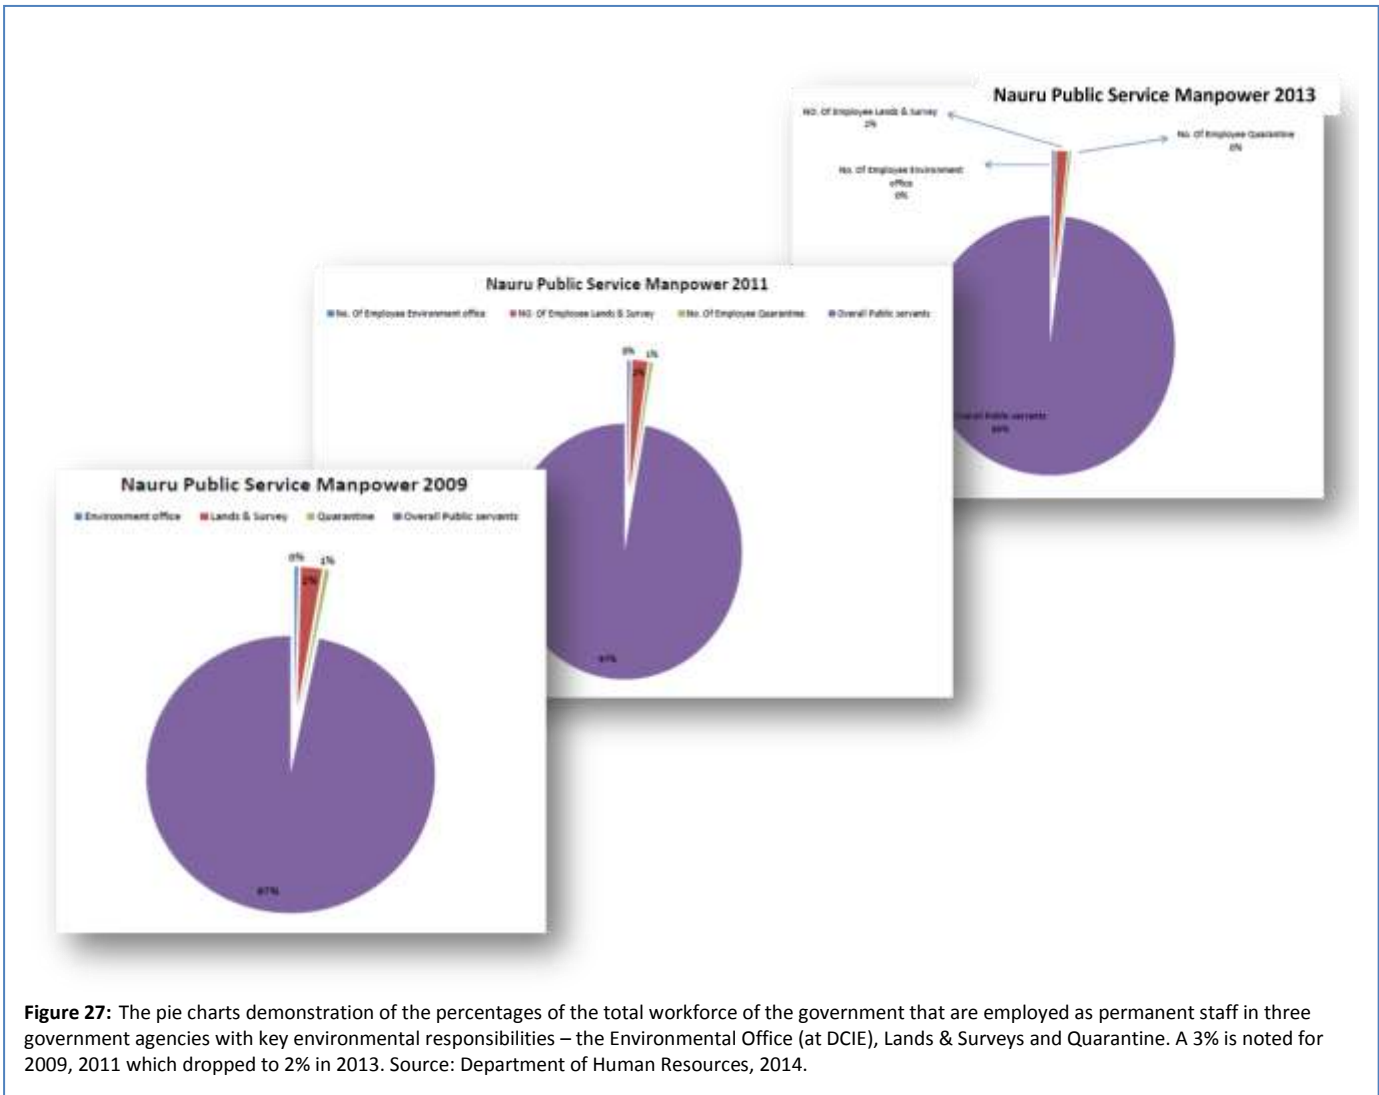 Nauru Public Service Manpower 2013
NO. Of Employee Lands & Survey
No. Of Employee Quarantine
0%
No. Of Employee Environment
office
0%
Overall Public servants
Nauru Public Service Manpower 2011
No. Of Employee Environment office NO. Of Employee Lands & Survey No. Of Employee Quarantine Overall Public servants
0% 1%
2%
97%
Nauru Public Service Manpower 2009
Environment office Lands & Survey Quarantine Overall Public servants
0% 1%
2%
97%
Figure 27: The pie charts demonstration of the percentages of the total workforce of the government that are employed as permanent staff in three
government agencies with key environmental responsibilities – the Environmental Office (at DCIE), Lands & Surveys and Quarantine. A 3% is noted for
2009, 2011 which dropped to 2% in 2013. Source: Department of Human Resources, 2014.